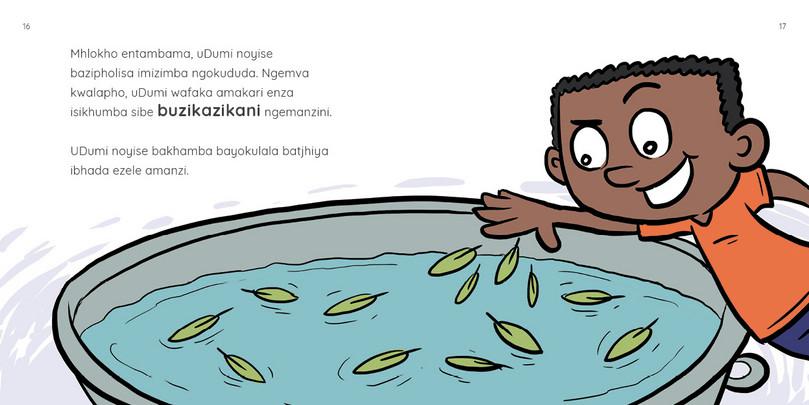 16
17
Mhlokho entambama, uDumi noyise
bazipholisa imizimba ngokududa. Ngemva
kwalapho, uDumi wafaka amakari enza
isikhumba sibe buzikazikani ngemanzini.
UDumi noyise bakhamba bayokulala batjhiya
ibhada ezele amanzi.